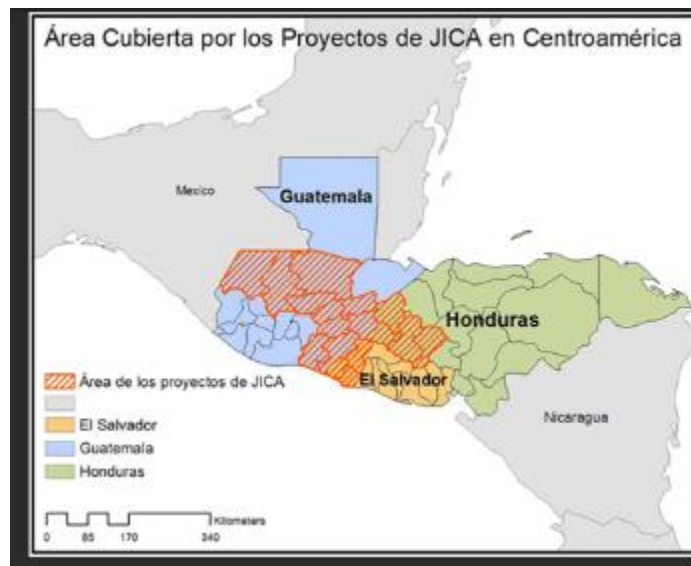 Área Cubierta por los Proyectos de JICA en Centroamérica
Mexico
Guatemala
Honduras
El Salvador
Nicaragua
Área de los proyectos de JICA
El Salvador
Guatemala
Honduras
Kilometers
0 85 170 340